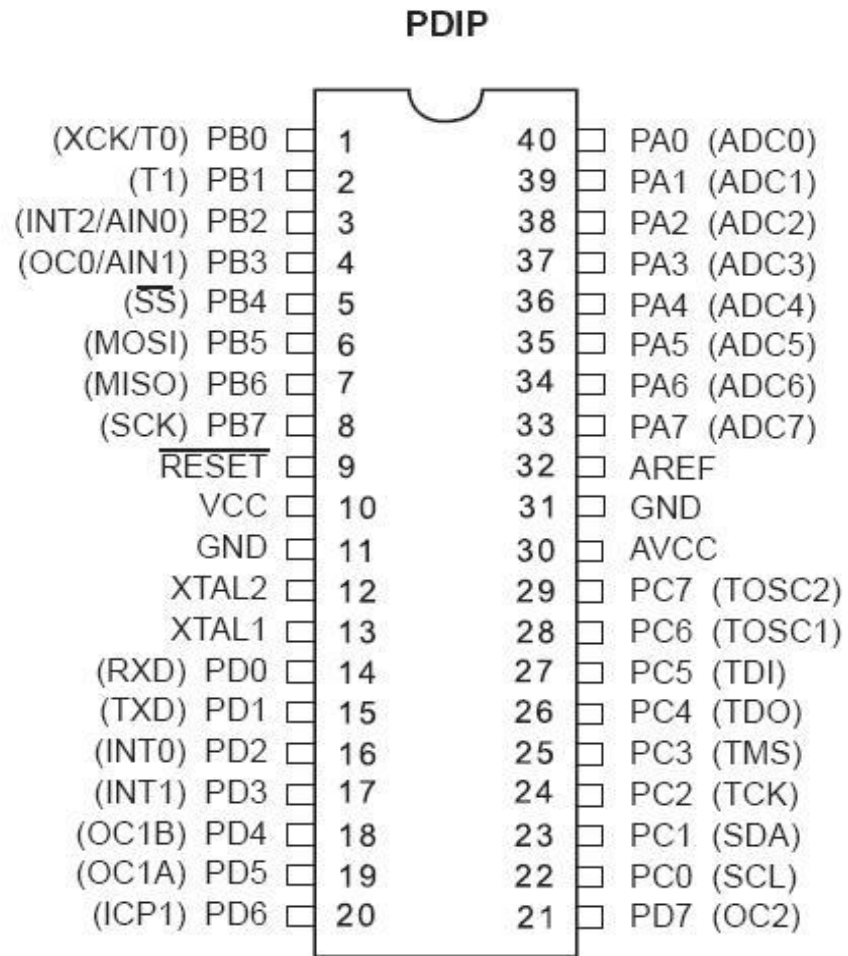 PDIP
(XCK/T0) PB0 1 40 PA0 (ADC0)
(T1) PB1 2 39 PA1 (ADC1)
(INT2/AIN0) PB2 3 38 PA2 (ADC2)
(OC0/AIN1) PB3 4 37 PA3 (ADC3)
(SS) PB4 5 36 PA4 (ADC4)
(MOSI) PB5 6 35 PA5 (ADC5)
(MISO) PB6 7 34 PA6 (ADC6)
(SCK) PB7 8 33 PA7 (ADC7)
RESET 9 32 AREF
VCC 10 31 GND
GND 11 30 AVCC
XTAL2 12 29 PC7 (TOSC2)
XTAL1 13 28 PC6 (TOSC1)
(RXD) PD0 14 27 PC5 (TDI)
(TXD) PD1 15 26 PC4 (TDO)
(INT0) PD2 16 25 PC3 (TMS)
(INT1) PD3 17 24 PC2 (TCK)
(OC1B) PD4 18 23 PC1 (SDA)
(OC1A) PD5 19 22 PC0 (SCL)
(ICP1) PD6 20 21 PD7 (OC2)